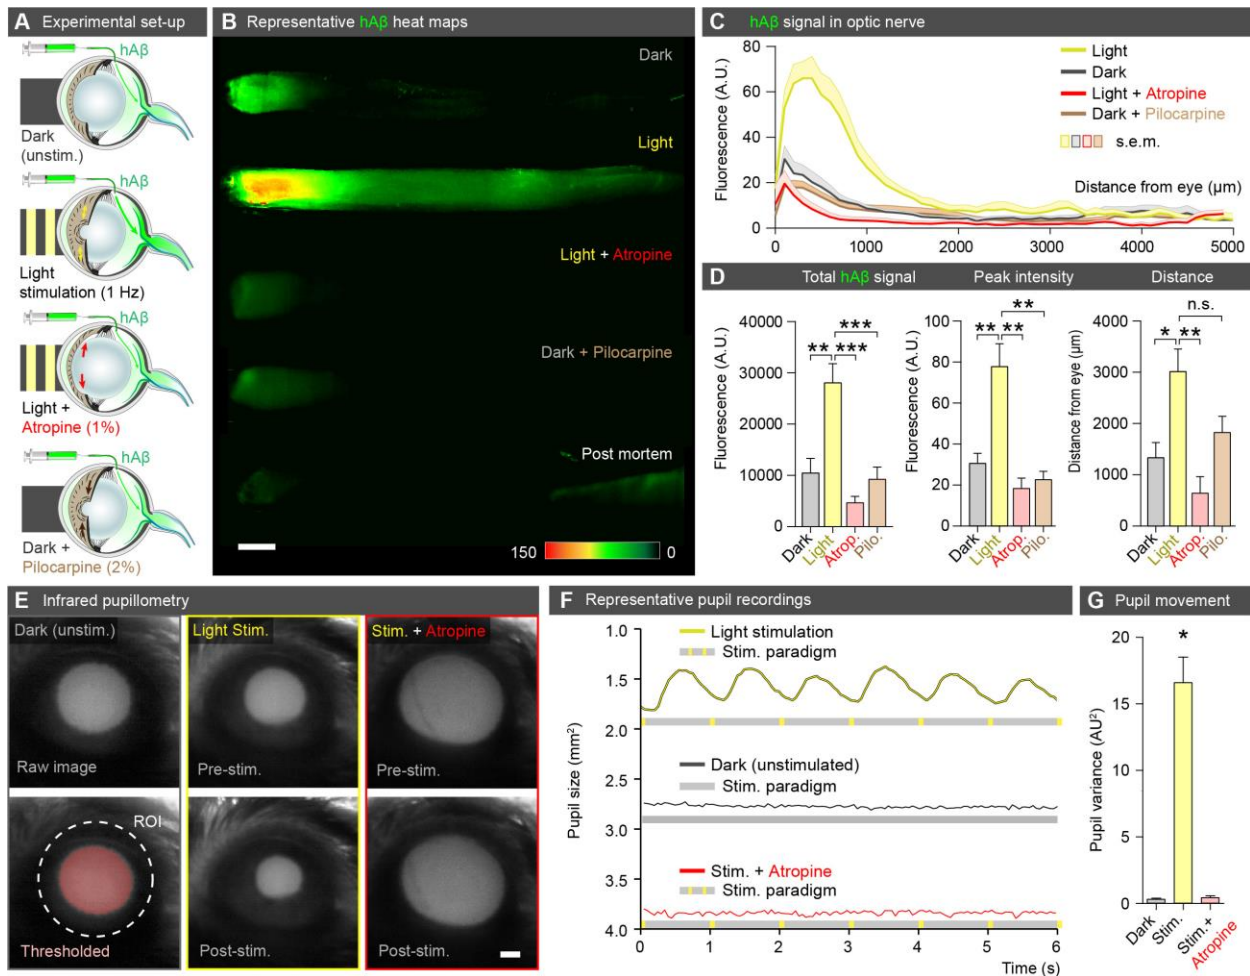 A Experimental set-up
hAβ
Dark
(unstim.)
hAβ
Light
stimulation (1 Hz)
hAβ
Light +
Atropine (1%)
hAβ
Dark +
Pilocarpine (2%)
B Representative hAβ heat maps
Dark
Light
Light + Atropine
Dark + Pilocarpine
Post mortem
150 0
C hAβ signal in optic nerve
Fluorescence (A.U.)
80
60
40
20
0
Light
Dark
Light + Atropine
Dark + Pilocarpine
s.e.m.
Distance from eye (µm)
0 1000 2000 3000 4000 5000
D Total hAβ signal Peak intensity Distance
Fluorescence (A.U.)
40000
30000
20000
10000
0
** *** ***
Dark Light Atrop. Pilo.
Fluorescence (A.U.)
100
80
60
40
20
0
** ** **
Dark Light Atrop. Pilo.
Distance from eye (µm)
4000
3000
2000
1000
0
* ** n.s.
Dark Light Atrop. Pilo.
E Infrared pupillometry
Dark (unstim.) Light Stim. Stim. + Atropine
Raw image Pre-stim. Pre-stim.
ROI
Thresholded Post-stim. Post-stim.
F Representative pupil recordings
Pupil size (mm²)
1.0
1.5
2.0
2.5
3.0
3.5
4.0
Light stimulation
Stim. paradigm
Dark (unstimulated)
Stim. paradigm
Stim. + Atropine
Stim. paradigm
0 1 2 3 4 5 6
Time (s)
G Pupil movement
Pupil variance (AU²)
20
15
10
5
0
*
Dark
Stim.
Stim.+
Atropine